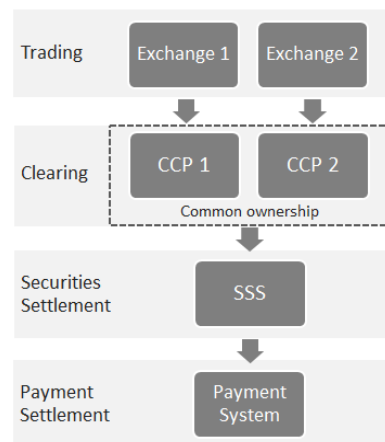 Trading
Exchange 1
Exchange 2
Clearing
CCP 1
CCP 2
Common ownership
Securities
Settlement
SSS
Payment
Settlement
Payment
System